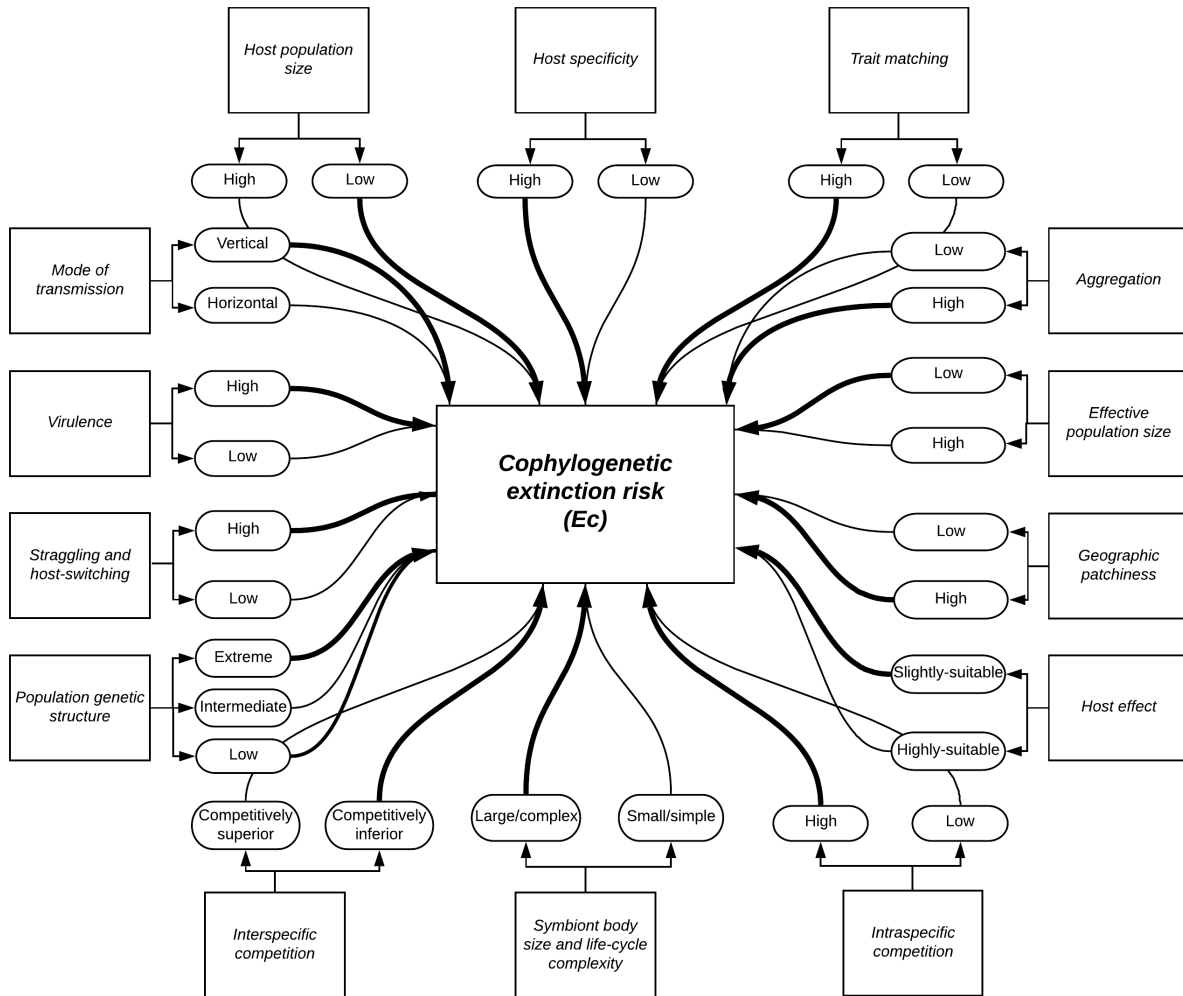 Host population
size
Host specificity
Trait matching
High
Low
High
Low
High
Low
Mode of
transmission
Vertical
Horizontal
Low
High
Aggregation
Virulence
High
Low
Low
High
Effective
population size
Cophylogenetic
extinction risk
(Ec)
Straggling and
host-switching
High
Low
Low
High
Geographic
patchiness
Population genetic
structure
Extreme
Intermediate
Low
Slightly-suitable
Highly-suitable
Host effect
Competitively
superior
Competitively
inferior
Large/complex
Small/simple
High
Low
Interspecific
competition
Symbiont body
size and life-cycle
complexity
Intraspecific
competition